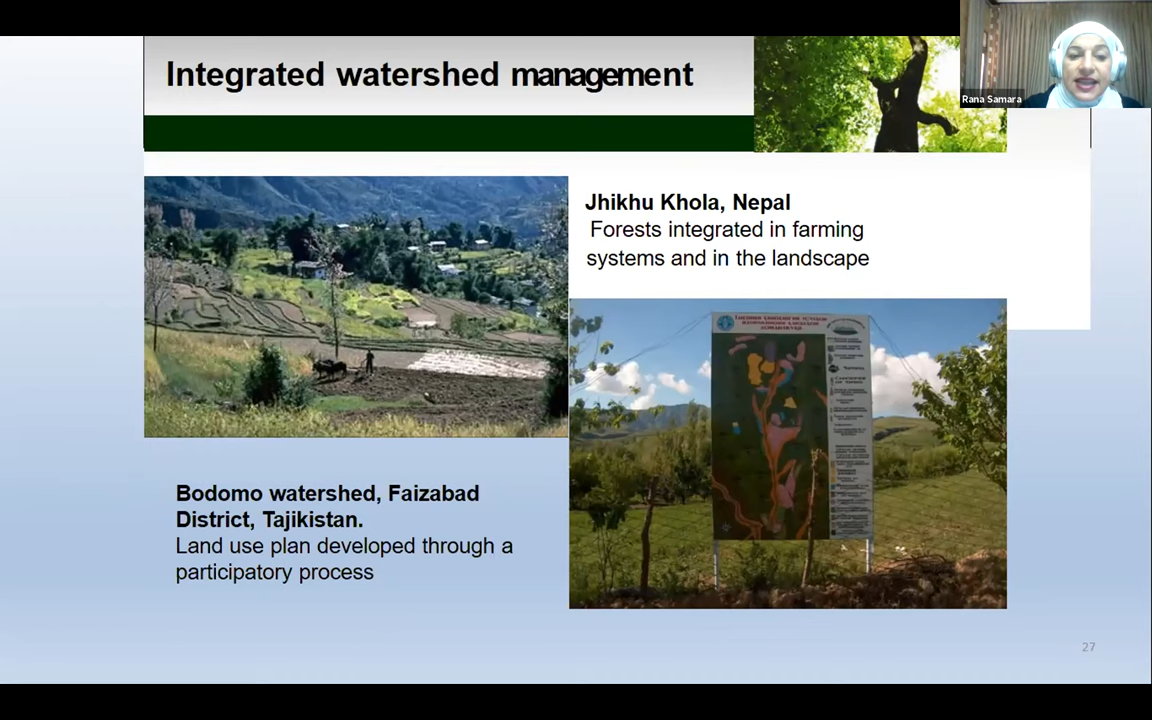 Integrated watershed management
Rana Samara
Jhikhu Khola, Nepal
Forests integrated in farming
systems and in the landscape
Bodomo watershed, Faizabad
District, Tajikistan.
Land use plan developed through a
participatory process
27